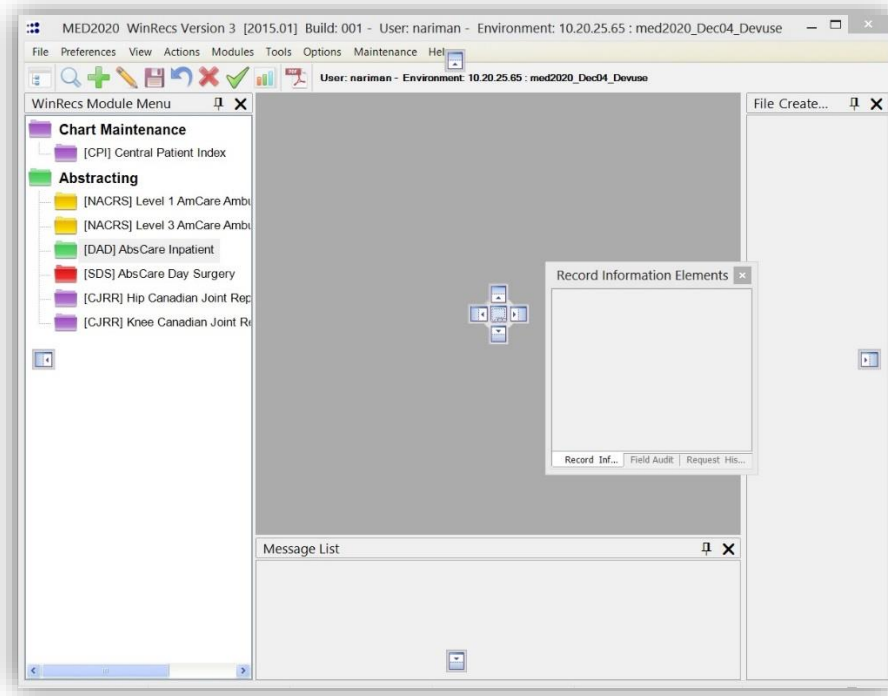 MED2020 WinRecs Version 3 [2015.01] Build: 001 - User: nariman - Environment: 10.20.25.65 : med2020_Dec04_Devuse
File Preferences View Actions Modules Tools Options Maintenance Help
User: nariman - Environment: 10.20.25.65 : med2020_Dec04_Devuse
WinRecs Module Menu
File Create...
Chart Maintenance
[CPI] Central Patient Index
Abstracting
[NACRS] Level 1 AmCare Ambu
[NACRS] Level 3 AmCare Ambu
[DAD] AbsCare Inpatient
[SDS] AbsCare Day Surgery
[CJRR] Hip Canadian Joint Rep
[CJRR] Knee Canadian Joint Re
Record Information Elements
Record Inf... Field Audit Request His...
Message List